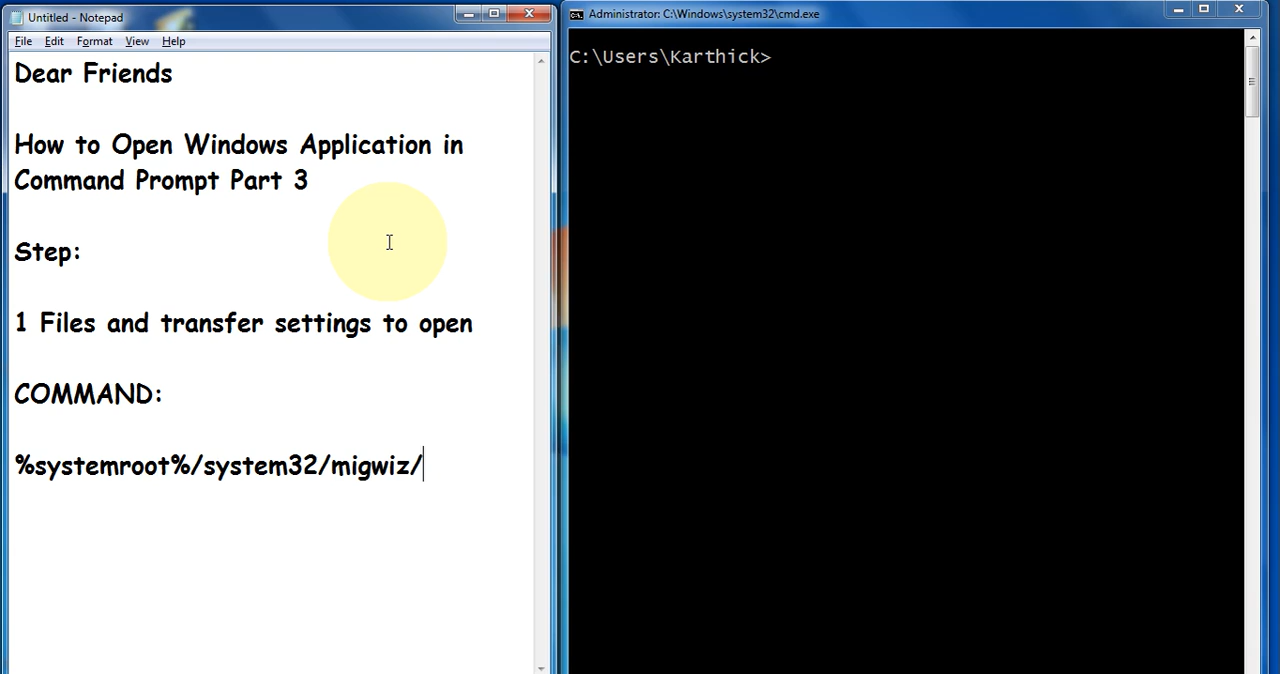 Untitled - Notepad
File Edit Format View Help
Dear Friends
How to Open Windows Application in
Command Prompt Part 3
Step:
1 Files and transfer settings to open
COMMAND:
%systemroot%/system32/migwiz/
Administrator: C:\Windows\system32\cmd.exe
C:\Users\Karthick>